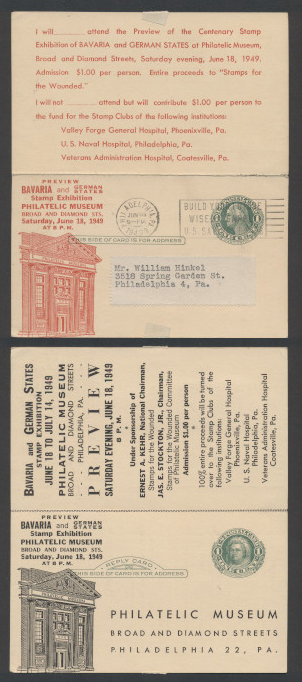 I will attend the Preview of the Centenary Stamp
Exhibition of BAVARIA and GERMAN STATES at Philatelic Museum,
Broad and Diamond Streets, Saturday evening, June 18, 1949.
Admission $1.00 per person. Entire proceeds to "Stamps for
the Wounded."
I will not attend but will contribute $1.00 per person to
the fund for the Stamp Clubs of the following institutions:
Valley Forge General Hospital, Phoenixville, Pa.
U. S. Naval Hospital, Philadelphia, Pa.
Veterans Administration Hospital, Coatesville, Pa.
PREVIEW
BAVARIA and GERMAN STATES
Stamp Exhibition
PHILATELIC MUSEUM
BROAD AND DIAMOND STS.
Saturday, June 18, 1949
AT 8 P. M.
PHILADELPHIA, PA.
JUN
1949
BUILD
WISE
U.S. SA
THIS SIDE OF CARD IS FOR ADDRESS
Mr. William Hinkel
3518 Spring Garden St.
Philadelphia 4, Pa.
BAVARIA and GERMAN STATES
STAMP EXHIBITION
JUNE 18 TO JULY 14, 1949
PHILATELIC MUSEUM
BROAD AND DIAMOND STREETS
PHILADELPHIA, PA.
PREVIEW
SATURDAY EVENING, JUNE 18, 1949
8 P. M.
Under Sponsorship of
ERNEST A. KEHR, National Chairman,
Stamps for the Wounded
JAS. E. STOCKTON, JR., Chairman,
Stamps for the Wounded Committee
of Philatelic Museum
Admission $1.00 per person
100% entire proceeds will be turned
over to the Stamp Clubs of the
following institutions:
Valley Forge General Hospital
Phoenixville, Pa.
U. S. Naval Hospital
Philadelphia, Pa.
Veterans Administration Hospital
Coatesville, Pa.
PREVIEW
BAVARIA and GERMAN STATES
Stamp Exhibition
PHILATELIC MUSEUM
BROAD AND DIAMOND STS.
Saturday, June 18, 1949
AT 8 P. M.
REPLY CARD
THIS SIDE OF CARD IS FOR ADDRESS
PHILATELIC MUSEUM
BROAD AND DIAMOND STREETS
PHILADELPHIA 22, PA.